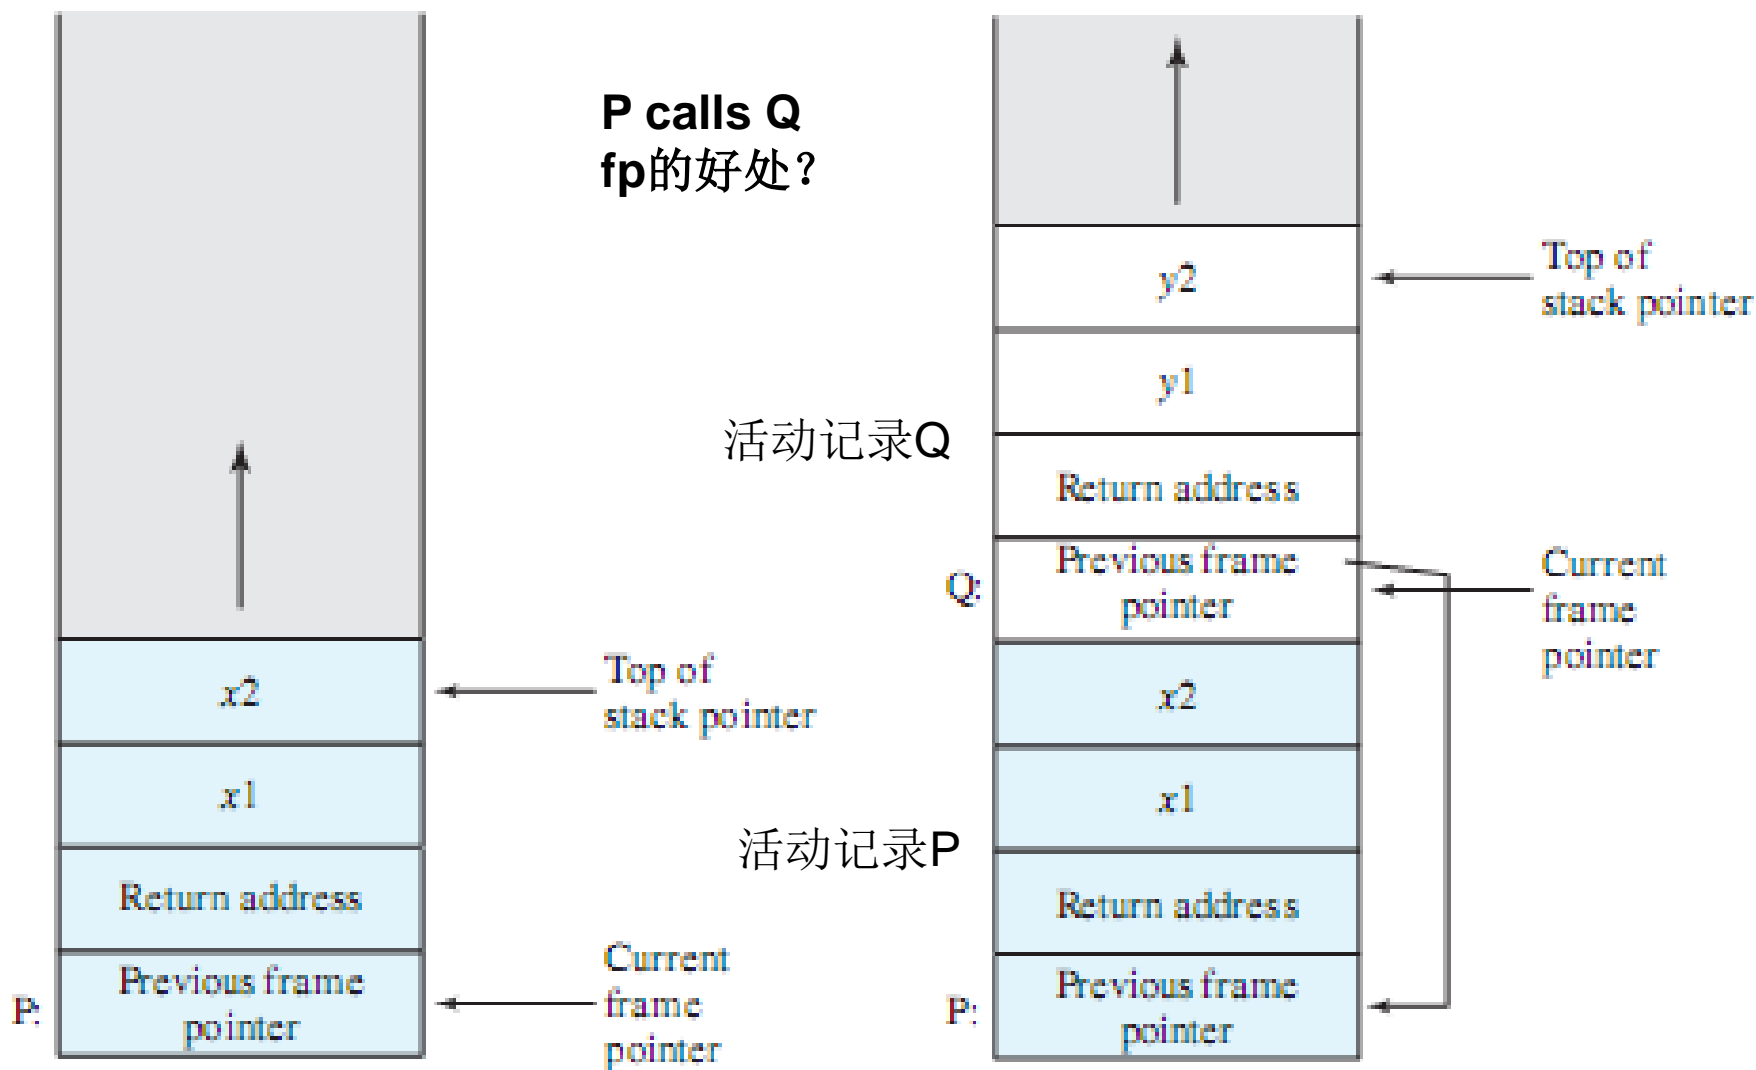 P calls Q
fp的好处？
x2
Top of
stack pointer
x1
Return address
P:
Previous frame
pointer
Current
frame
pointer
y2
Top of
stack pointer
y1
活动记录Q
Return address
Q:
Previous frame
pointer
Current
frame
pointer
x2
x1
活动记录P
Return address
P:
Previous frame
pointer